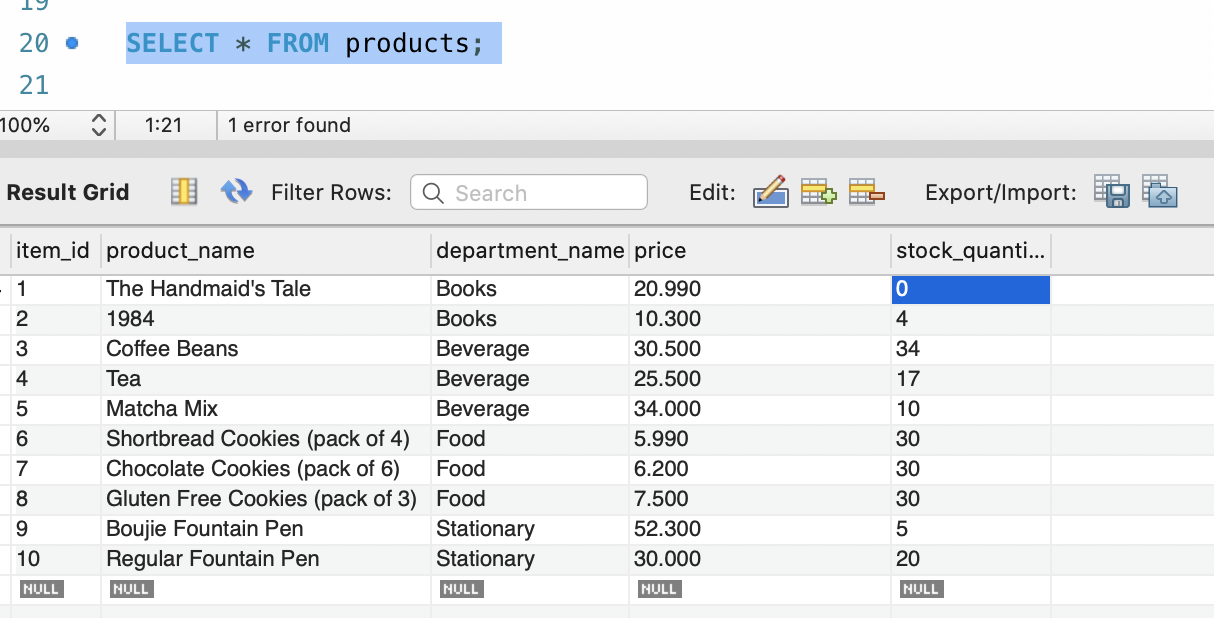 19
20 SELECT * FROM products;
21
100% 1:21 1 error found
Result Grid Filter Rows: Search Edit: Export/Import:
item_id product_name department_name price stock_quanti...
1 The Handmaid's Tale Books 20.990 0
2 1984 Books 10.300 4
3 Coffee Beans Beverage 30.500 34
4 Tea Beverage 25.500 17
5 Matcha Mix Beverage 34.000 10
6 Shortbread Cookies (pack of 4) Food 5.990 30
7 Chocolate Cookies (pack of 6) Food 6.200 30
8 Gluten Free Cookies (pack of 3) Food 7.500 30
9 Boujie Fountain Pen Stationary 52.300 5
10 Regular Fountain Pen Stationary 30.000 20
NULL NULL NULL NULL NULL